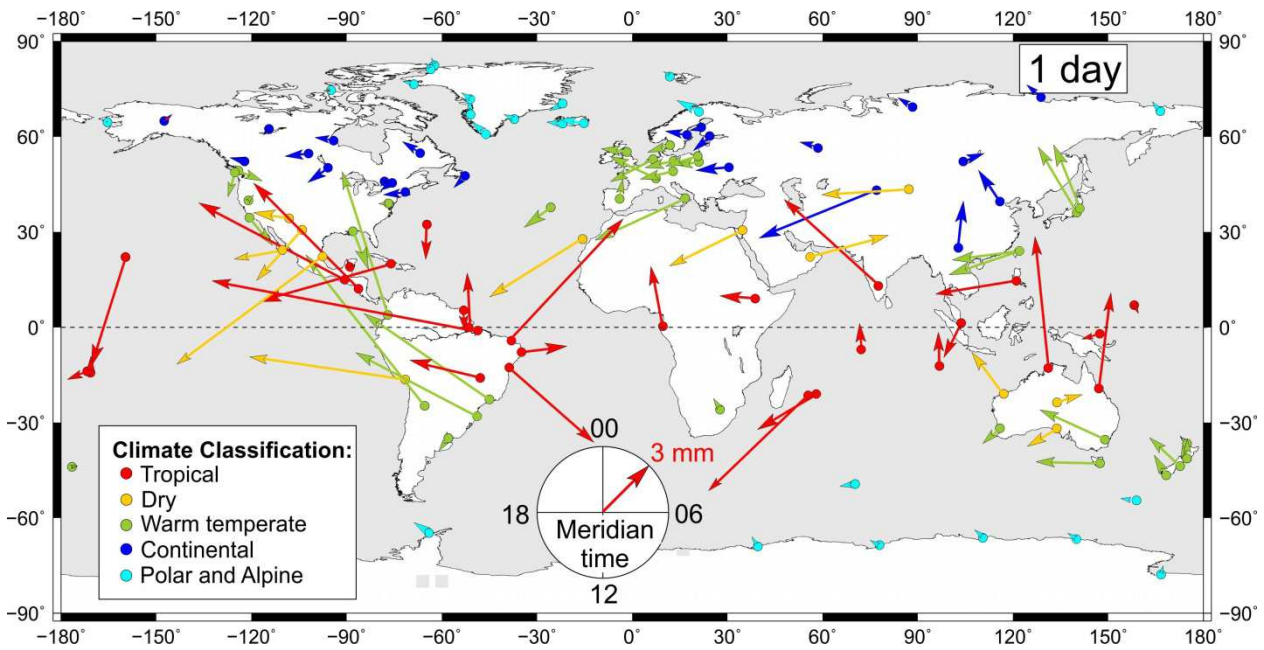 −180 −150 −120 −90 −60 −30 0 30 60 90 120 150 180
90˚ 90˚
1 day
60˚ 60˚
30˚ 30˚
0˚ 0˚
−30˚ −30˚
00
Climate Classification:
3 mm
Tropical
Dry
18 06
Warm temperate
Meridian
time
−60˚ −60˚
Continental
Polar and Alpine
12
−90˚ −90˚
−180˚ −150˚ −120˚ −90˚ −60˚ −30˚ 0˚ 30˚ 60˚ 90˚ 120˚ 150˚ 180˚